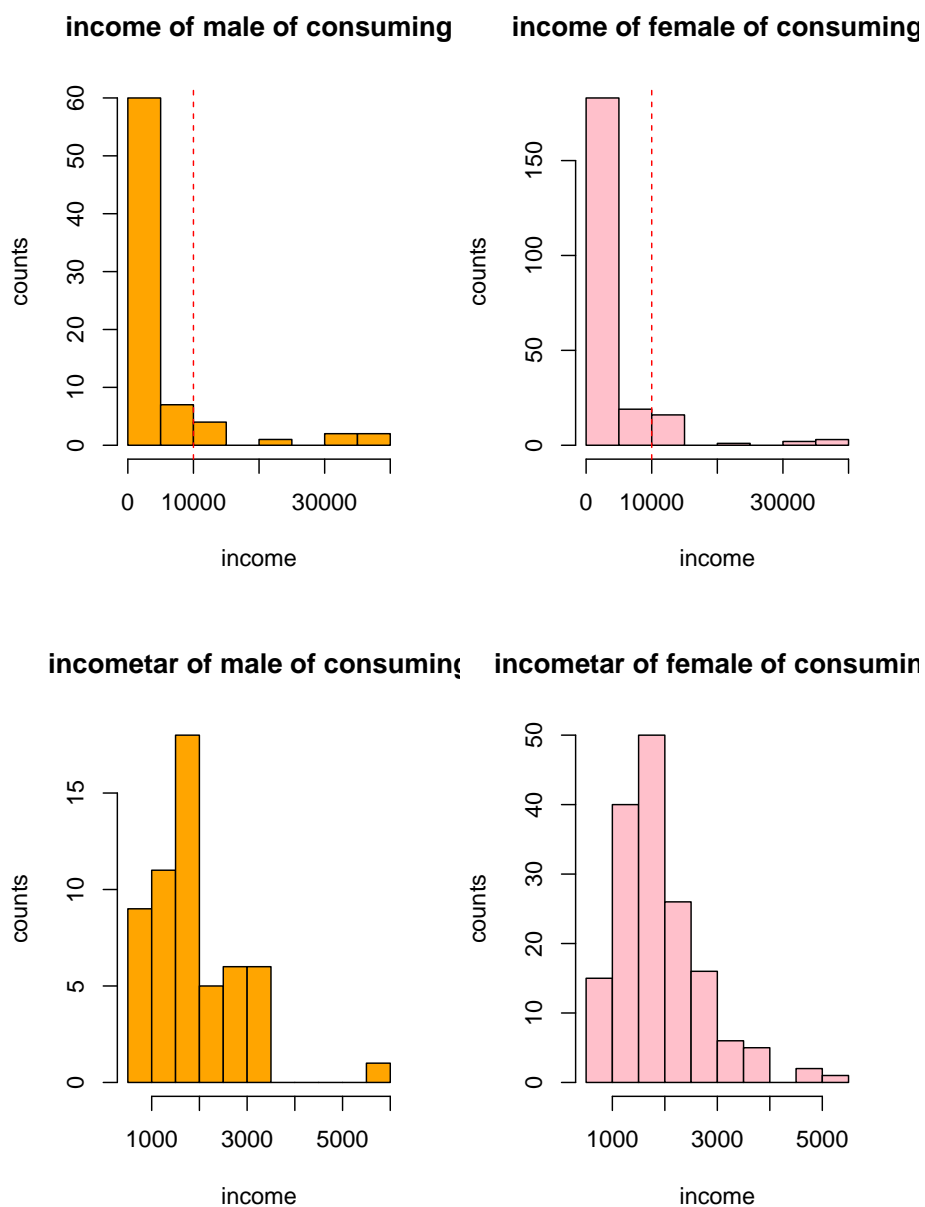 income of male of consuming
counts
60
50
40
30
20
10
0
0 10000 30000
income
income of female of consuming
counts
150
100
50
0
0 10000 30000
income
incometar of male of consuming
counts
15
10
5
0
1000 3000 5000
income
incometar of female of consumin
counts
50
40
30
20
10
0
1000 3000 5000
income